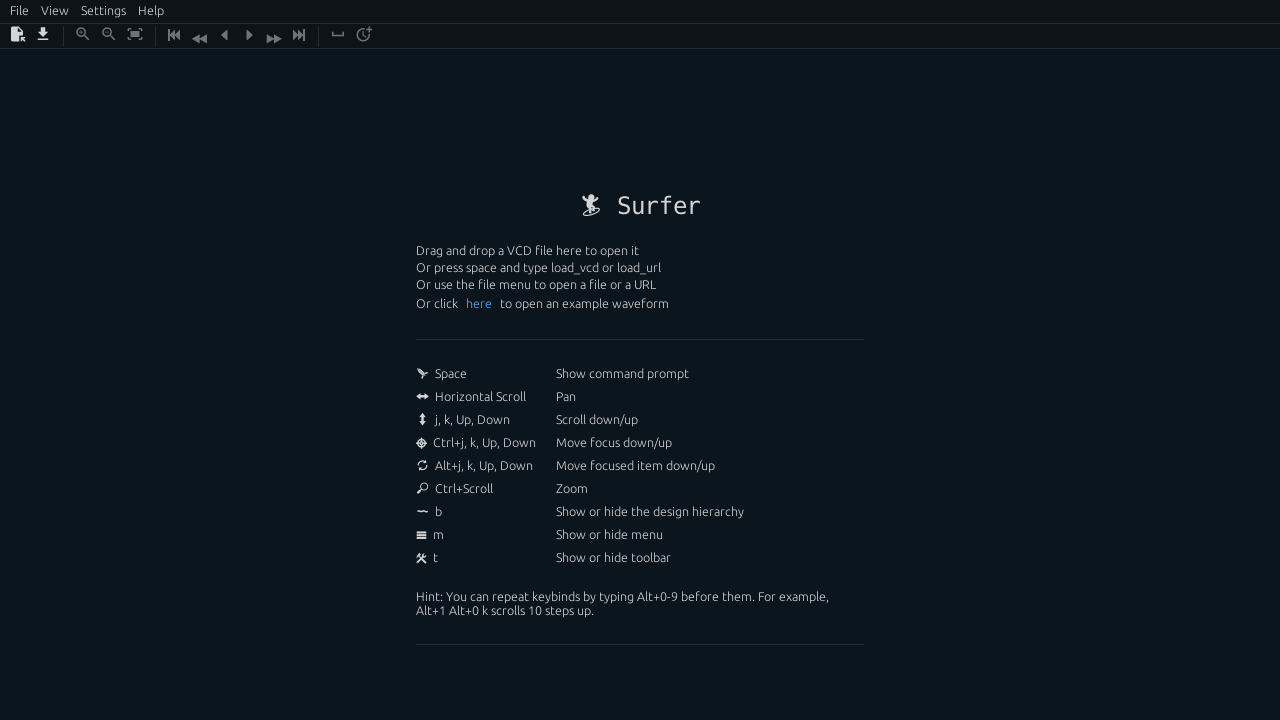 File View Settings Help
Surfer
Drag and drop a VCD file here to open it
Or press space and type load_vcd or load_url
Or use the file menu to open a file or a URL
Or click here to open an example waveform
Space Show command prompt
Horizontal Scroll Pan
j, k, Up, Down Scroll down/up
Ctrl+j, k, Up, Down Move focus down/up
Alt+j, k, Up, Down Move focused item down/up
Ctrl+Scroll Zoom
b Show or hide the design hierarchy
m Show or hide menu
t Show or hide toolbar
Hint: You can repeat keybinds by typing Alt+0-9 before them. For example,
Alt+1 Alt+0 k scrolls 10 steps up.